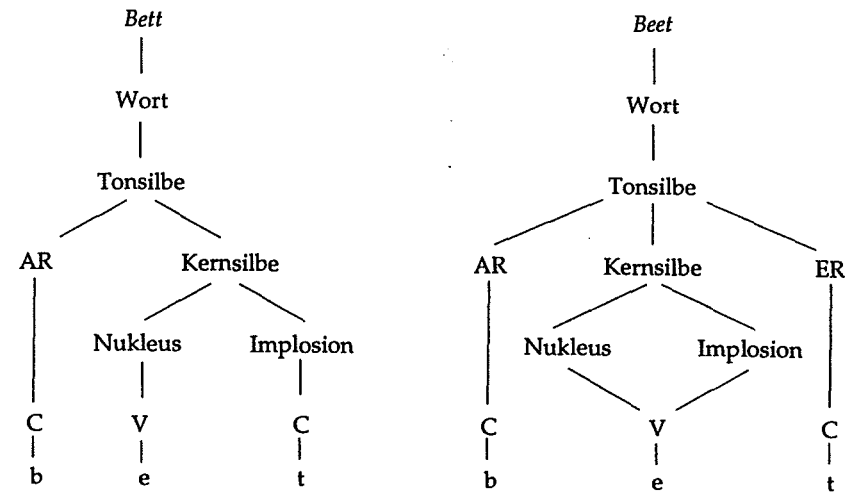 Bett
Wort
Tonsilbe
AR Kernsilbe
Nukleus Implosion
C V C
b e t
Beet
Wort
Tonsilbe
AR Kernsilbe ER
Nukleus Implosion
C V C
b e t